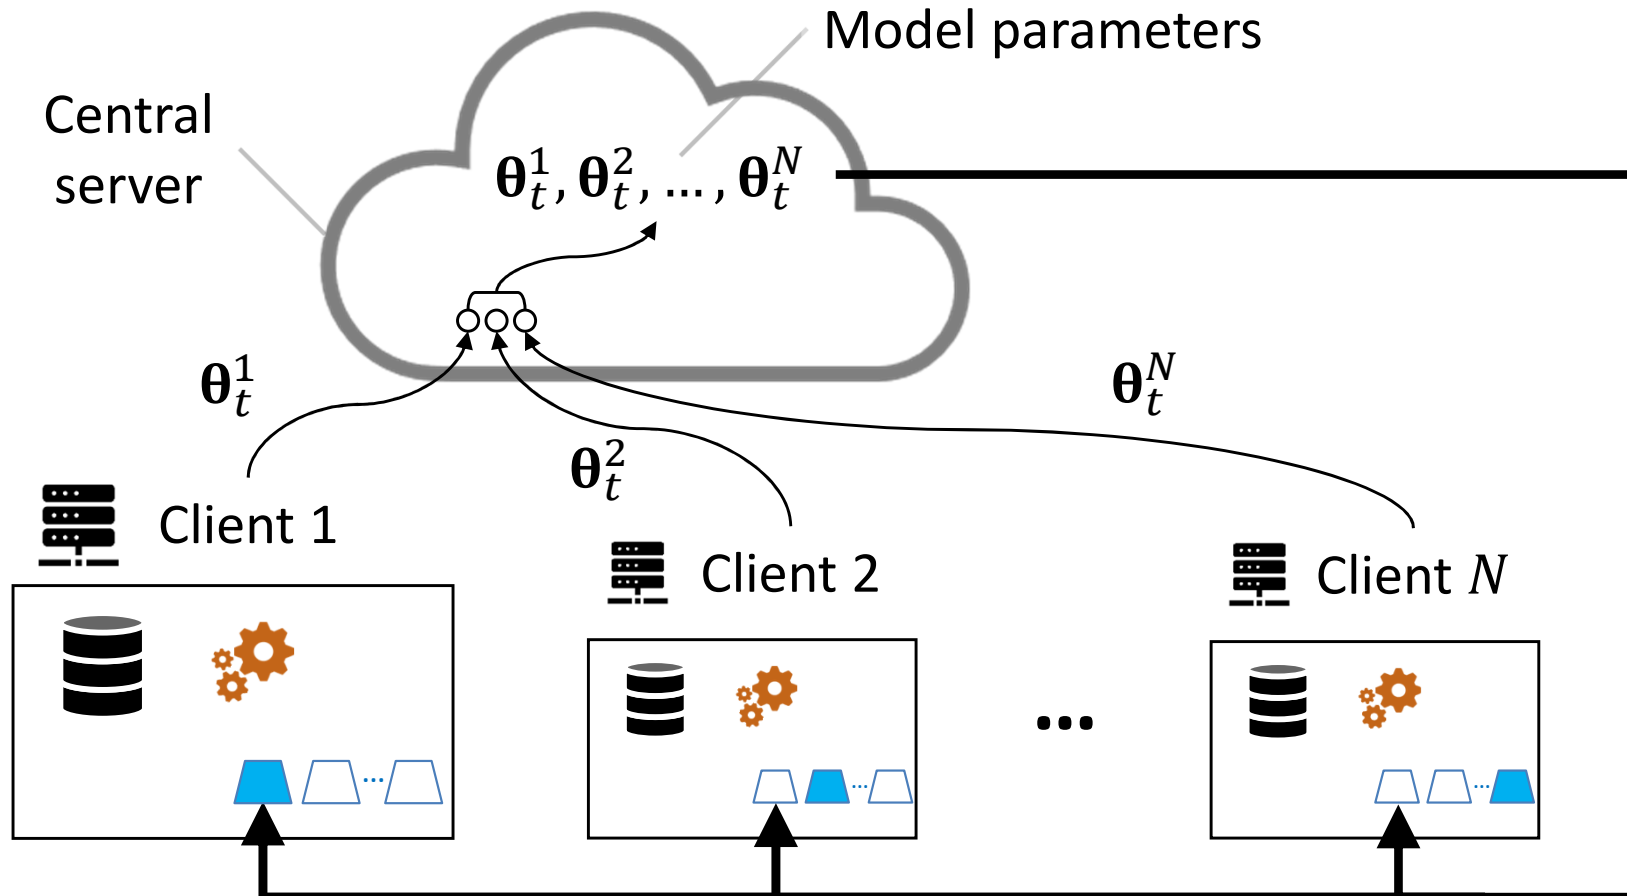 Model parameters
Central
server
𝛉_t^1, 𝛉_t^2, ..., 𝛉_t^N
𝛉_t^1
𝛉_t^N
𝛉_t^2
Client 1
Client 2
Client N
...
...
...
...